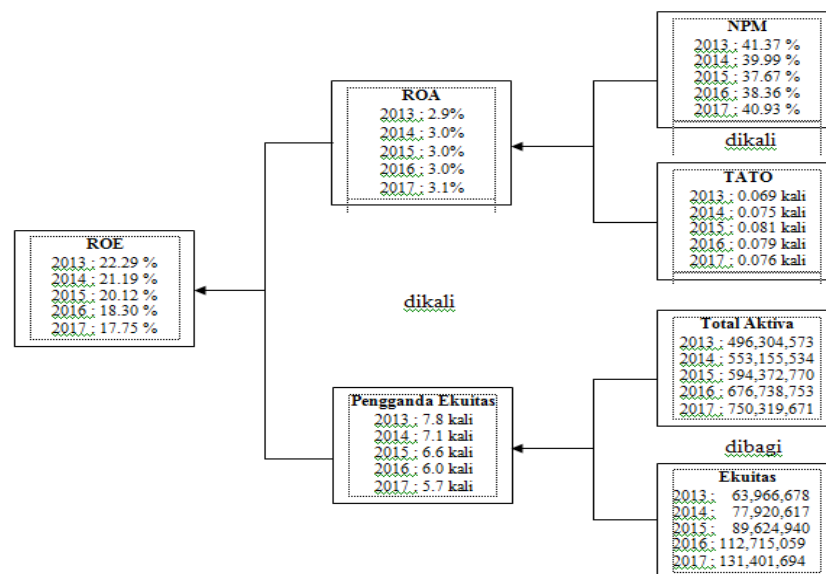 NPM
2013 : 41.37 %
2014 : 39.99 %
2015 : 37.67 %
2016 : 38.36 %
2017 : 40.93 %
dikali
TATO
2013 : 0.069 kali
2014 : 0.075 kali
2015 : 0.081 kali
2016 : 0.079 kali
2017 : 0.076 kali
ROA
2013 : 2.9%
2014 : 3.0%
2015 : 3.0%
2016 : 3.0%
2017 : 3.1%
ROE
2013 : 22.29 %
2014 : 21.19 %
2015 : 20.12 %
2016 : 18.30 %
2017 : 17.75 %
dikali
Pengganda Ekuitas
2013 : 7.8 kali
2014 : 7.1 kali
2015 : 6.6 kali
2016 : 6.0 kali
2017 : 5.7 kali
Total Aktiva
2013 : 496,304,573
2014 : 553,155,534
2015 : 594,372,770
2016 : 676,738,753
2017 : 750,319,671
dibagi
Ekuitas
2013 : 63,966,678
2014 : 77,920,617
2015 : 89,624,940
2016 : 112,715,059
2017 : 131,401,694